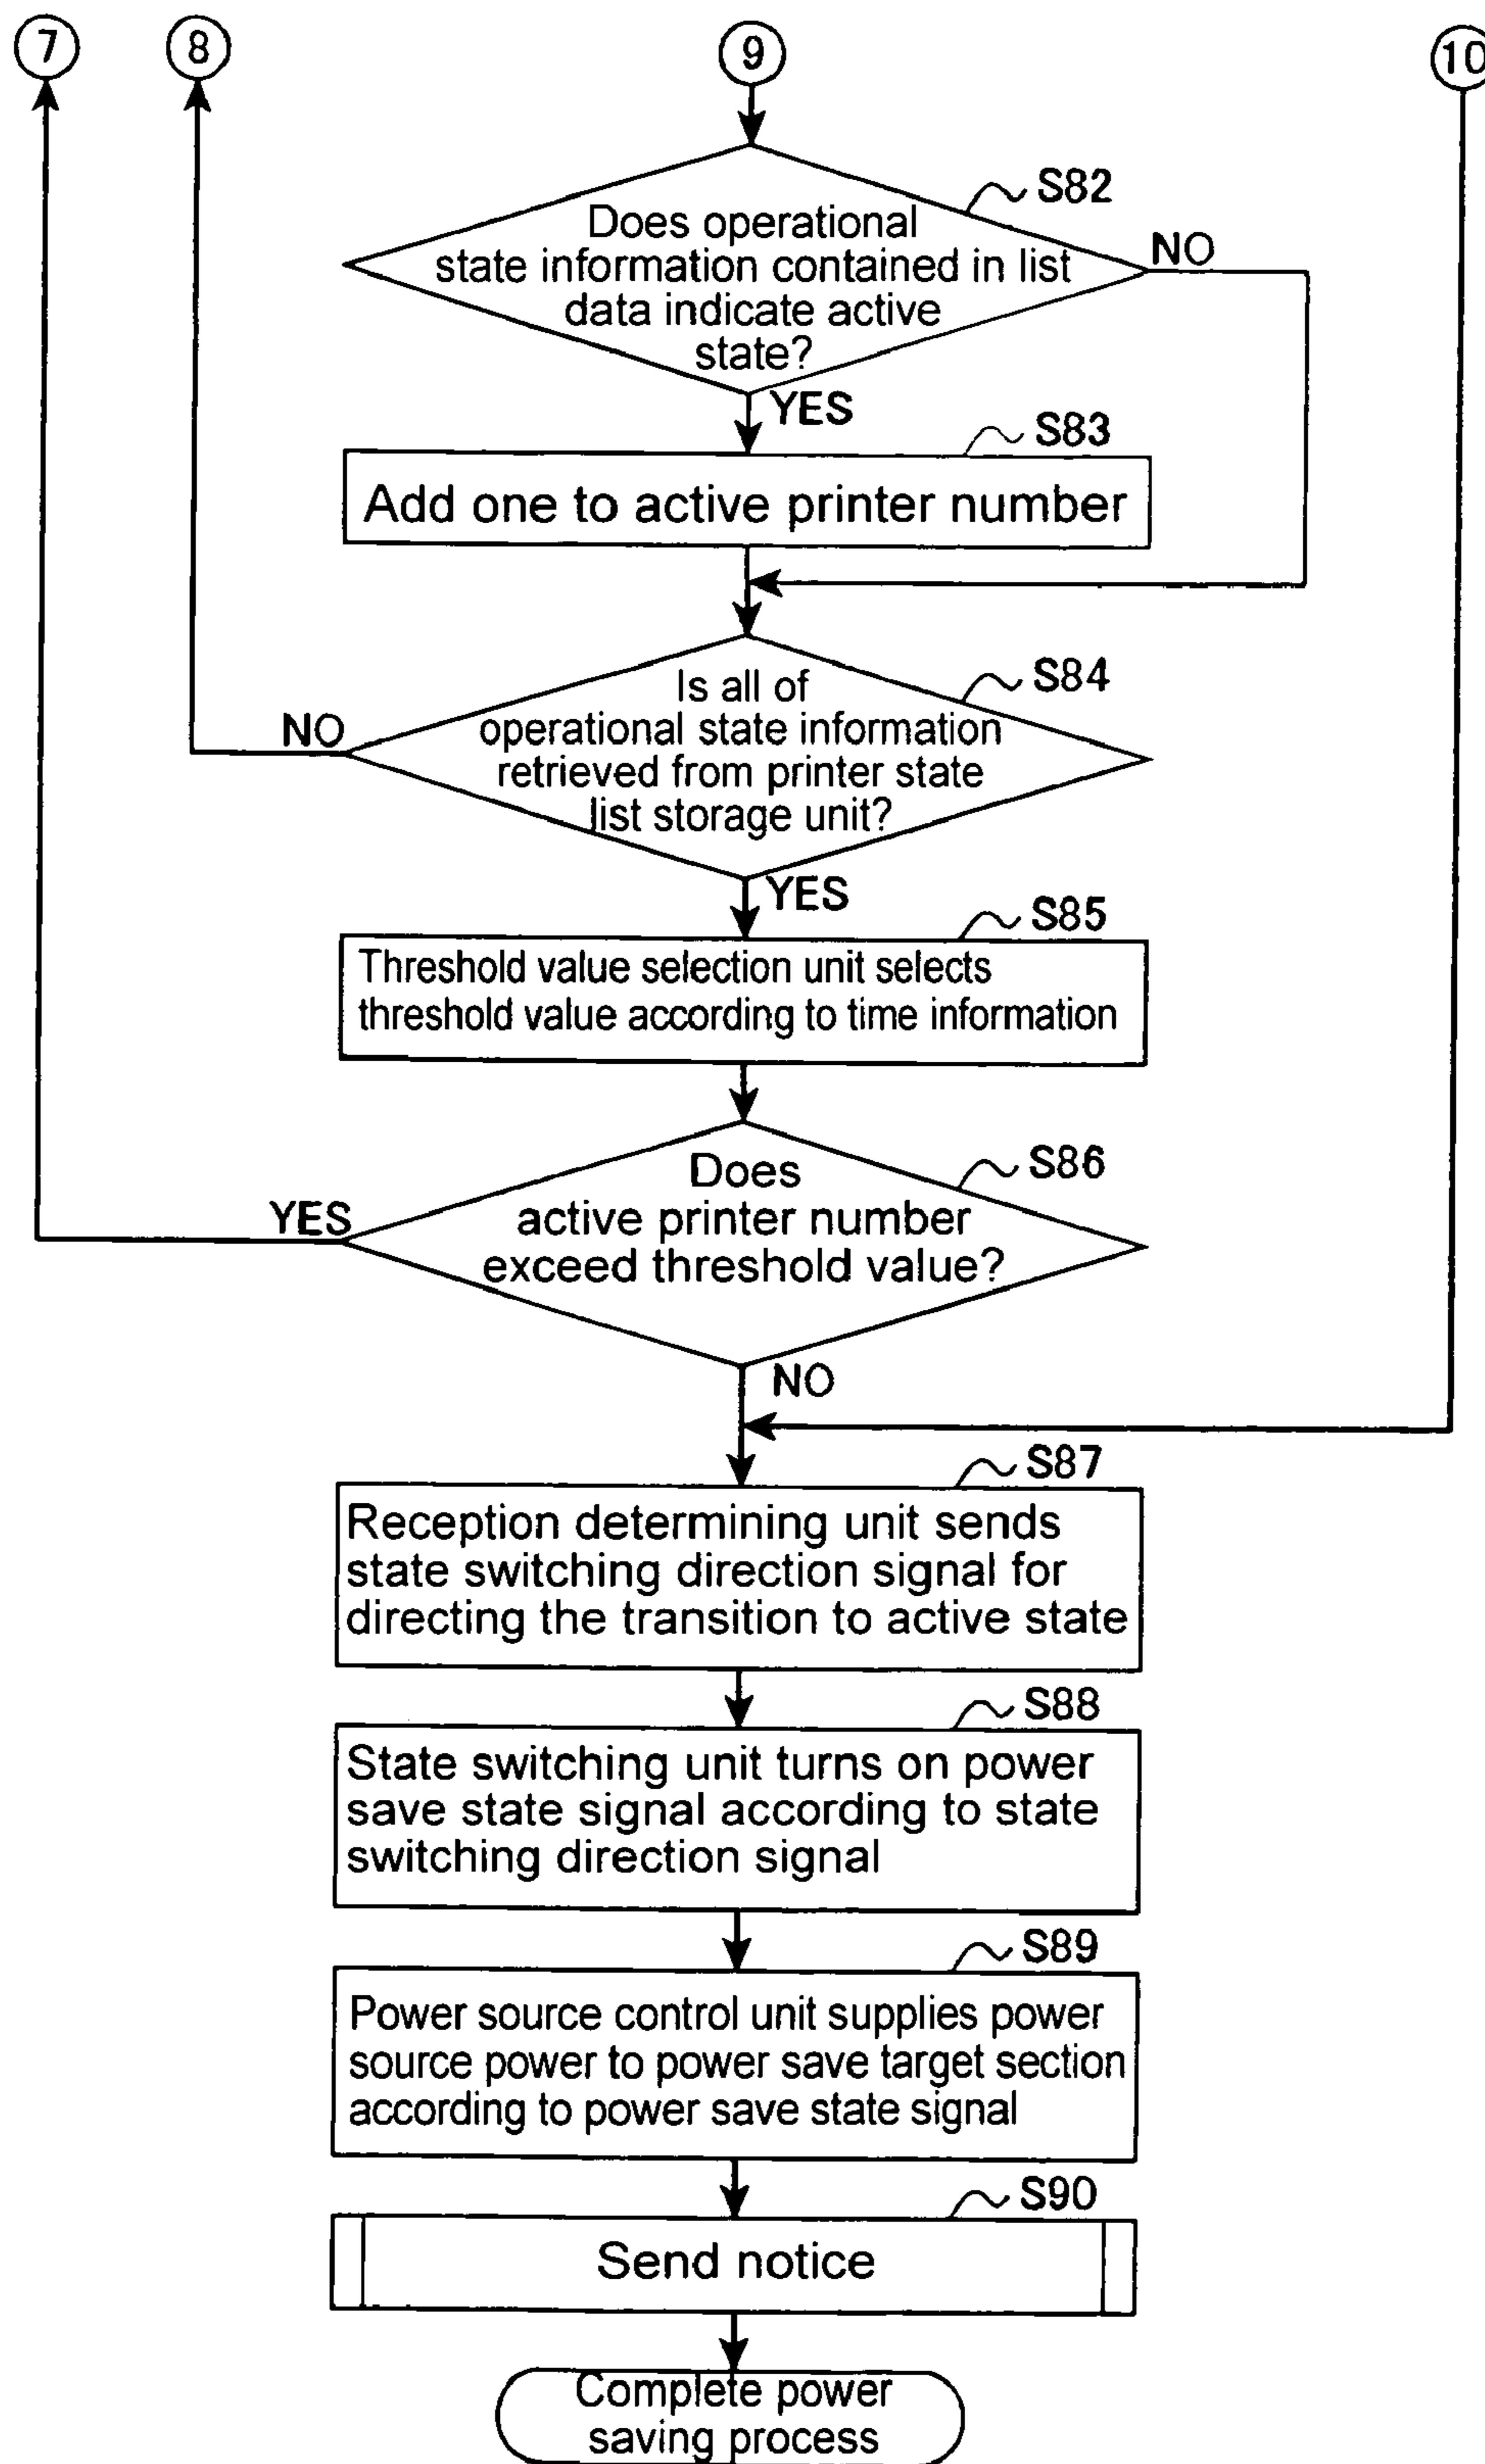 7
8
9
10
S82
Does operational
state information contained in list
data indicate active
state?
NO
YES
S83
Add one to active printer number
S84
Is all of
operational state information
retrieved from printer state
list storage unit?
NO
YES
S85
Threshold value selection unit selects
threshold value according to time information
S86
Does
active printer number
exceed threshold value?
YES
NO
S87
Reception determining unit sends
state switching direction signal for
directing the transition to active state
S88
State switching unit turns on power
save state signal according to state
switching direction signal
S89
Power source control unit supplies power
source power to power save target section
according to power save state signal
S90
Send notice
Complete power
saving process